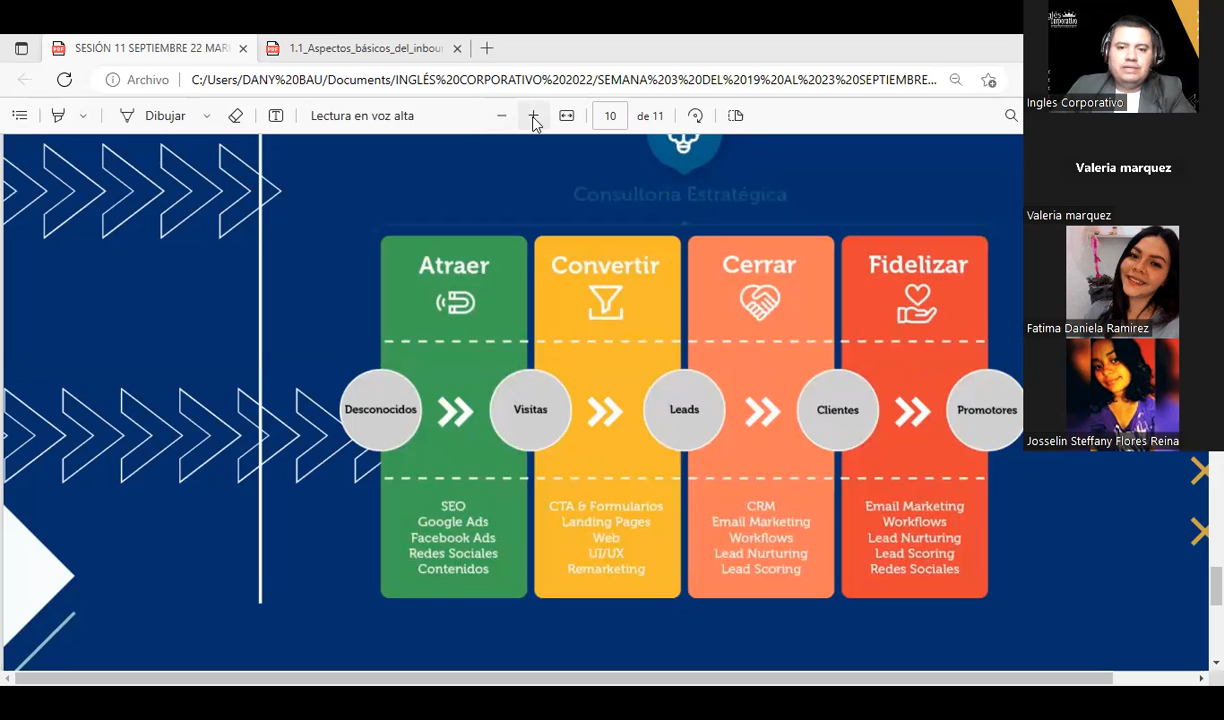 SESIÓN 11 SEPTIEMBRE 22 MAR
1.1_Aspectos_básicos_del_inbour
Archivo
C:/Users/DANY%20BAU/Documents/INGLÉS%20CORPORATIVO%202022/SEMANA%203%20DEL%2019%20AL%2023%20SEPTIEMBRE...
Dibujar
Lectura en voz alta
10
de 11
Consultoria Estratégica
Atraer
Convertir
Cerrar
Fidelizar
Desconocidos
Visitas
Leads
Clientes
Promotores
SEO
Google Ads
Facebook Ads
Redes Sociales
Contenidos
CTA & Formularios
Landing Pages
Web
UI/UX
Remarketing
CRM
Email Marketing
Workflows
Lead Nurturing
Lead Scoring
Email Marketing
Workflows
Lead Nurturing
Lead Scoring
Redes Sociales
Ingles Corporativo
Valeria marquez
Valeria marquez
Fatima Daniela Ramirez
Josselin Steffany Flores Reina